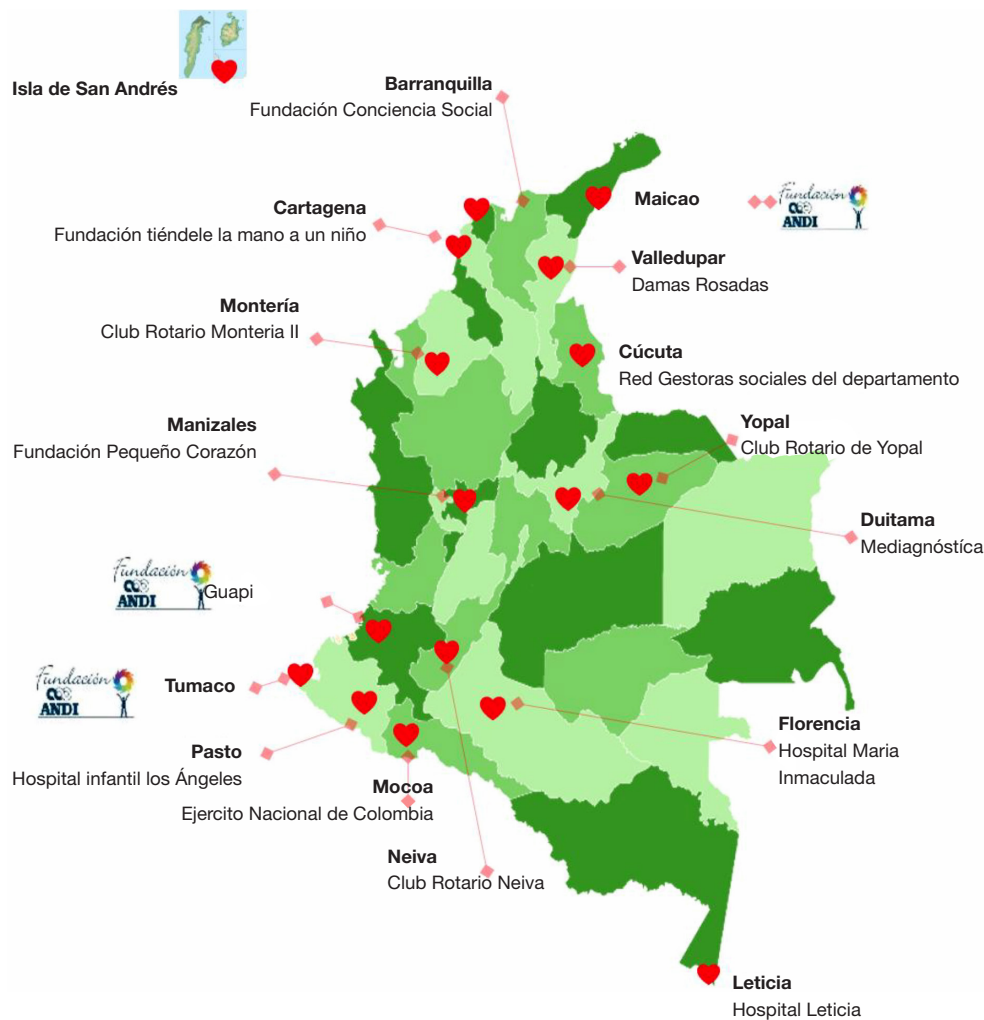 Isla de San Andrés
Barranquilla
Fundación Conciencia Social
Maicao
Fundación
ANDI
Cartagena
Fundación tiéndele la mano a un niño
Valledupar
Damas Rosadas
Montería
Club Rotario Monteria II
Cúcuta
Red Gestoras sociales del departamento
Manizales
Fundación Pequeño Corazón
Yopal
Club Rotario de Yopal
Duitama
Mediagnóstíca
Fundación
ANDI
Guapi
Fundación
ANDI
Tumaco
Pasto
Hospital infantil los Ángeles
Mocoa
Ejercito Nacional de Colombia
Florencia
Hospital Maria
Inmaculada
Neiva
Club Rotario Neiva
Leticia
Hospital Leticia